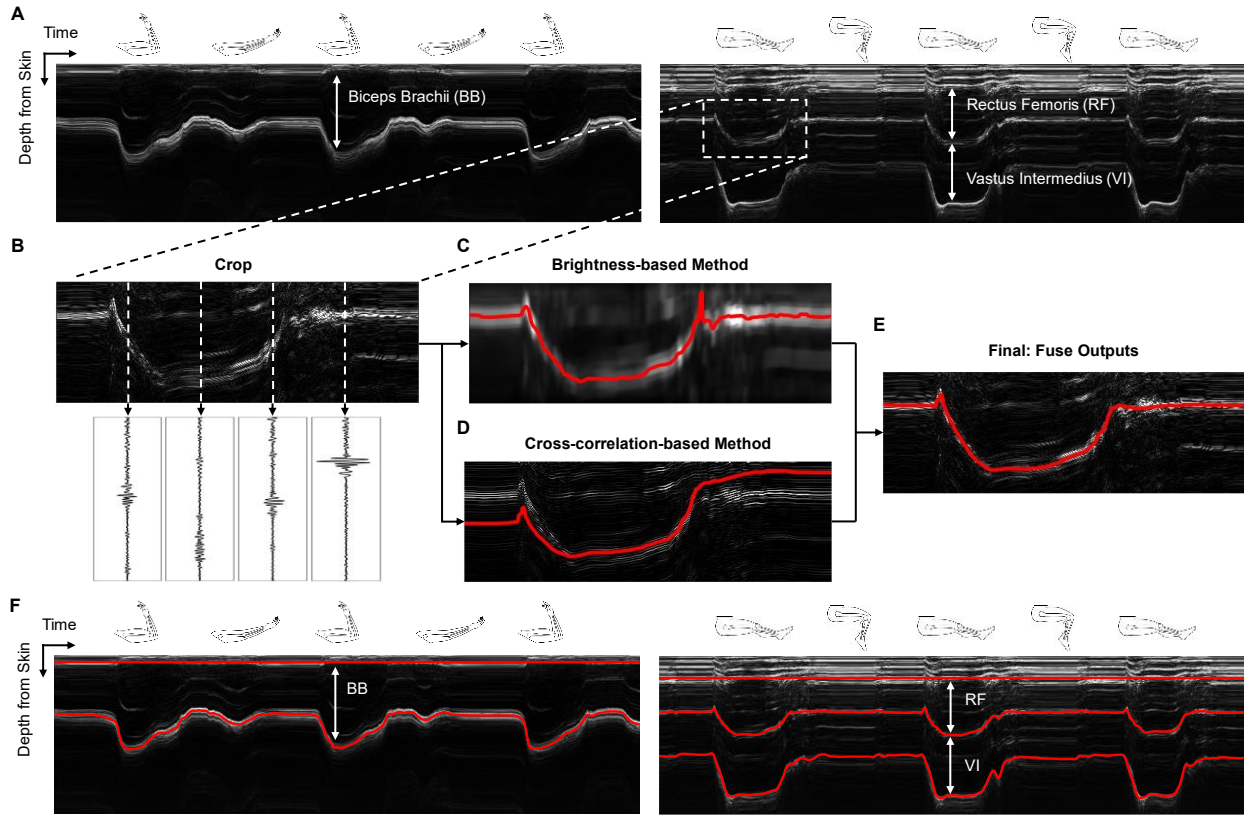 A
Time
Depth from Skin
Biceps Brachii (BB)
Rectus Femoris (RF)
Vastus Intermedius (VI)
B
Crop
C
Brightness-based Method
D
Cross-correlation-based Method
E
Final: Fuse Outputs
F
Time
Depth from Skin
BB
RF
VI